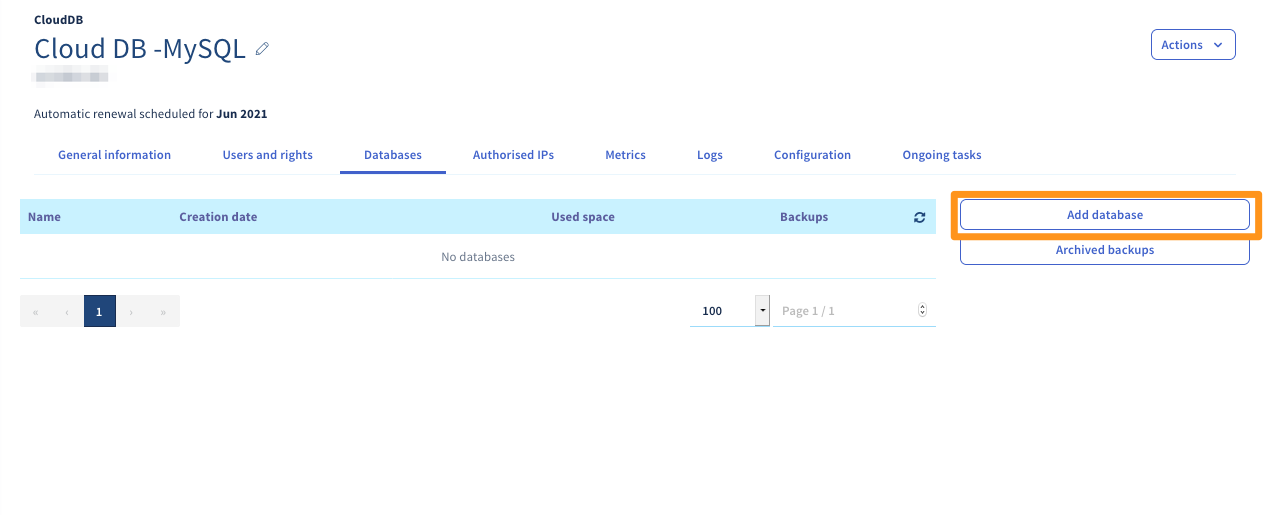 CloudDB
Cloud DB -MySQL
Actions
Automatic renewal scheduled for Jun 2021
General information Users and rights Databases Authorised IPs Metrics Logs Configuration Ongoing tasks
Name Creation date Used space Backups
Add database
No databases
Archived backups
« ‹ 1 › » 100 Page 1 / 1